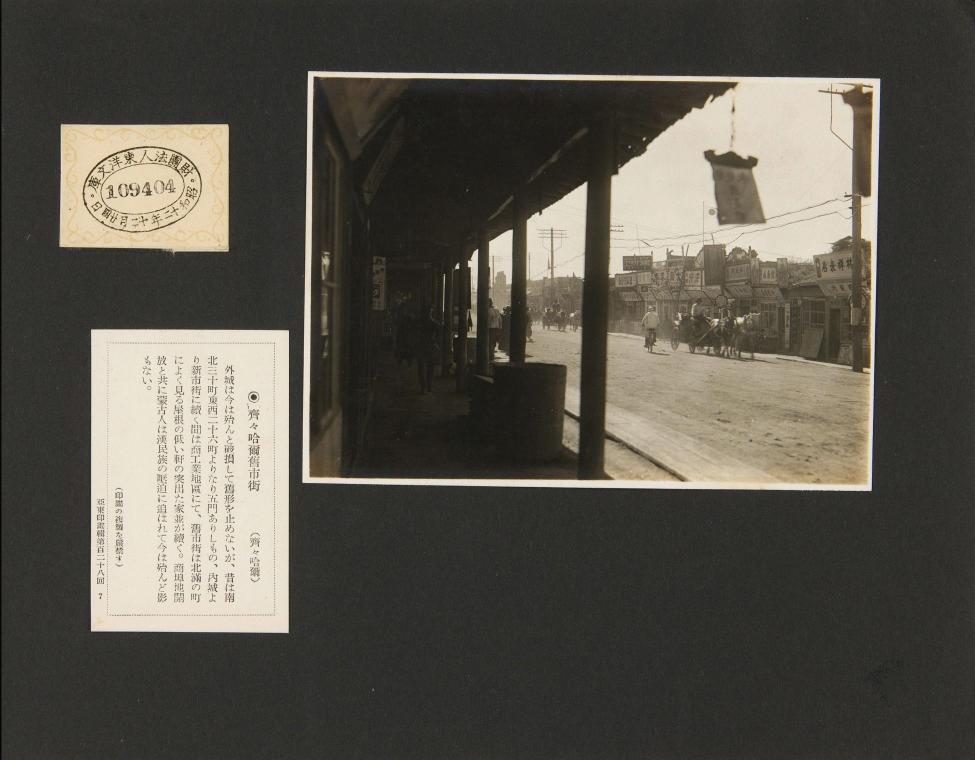 財團法人東洋文庫
109404
昭和十二年十二月廿四日
◉齊々哈爾舊市街　（齊々哈爾）
外城は今は殆んと破損して舊形を止めないが、昔は南
北三十町東西二十六町よりなり五門ありしもの、內城よ
り新市街に續く間は商工業地區にて、舊市街は北滿の町
によく見る屋根の低い軒の突出た家並が續く。商埠地開
放と共に蒙古人は漢民族の壓迫に追はれて今は殆んど影
もない。
（印畫の複製を嚴禁す）
亞東印畫輯第百二十八回　7